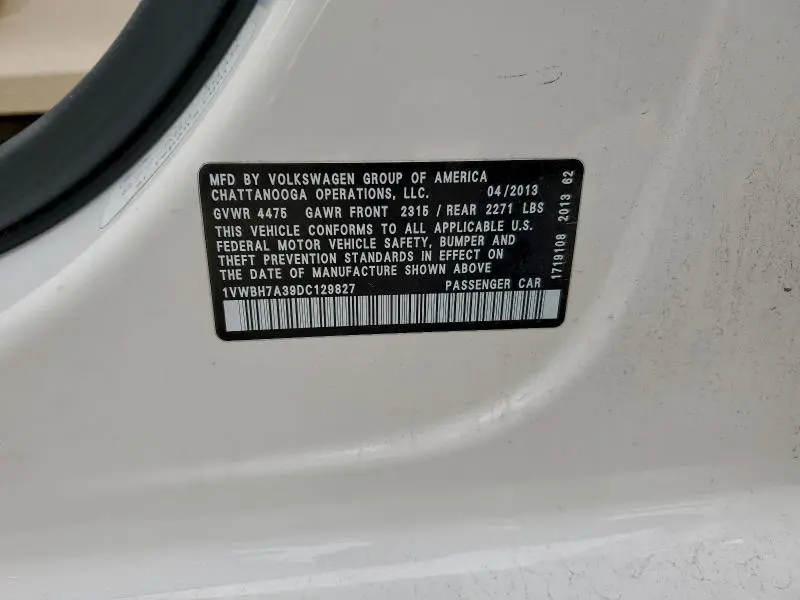 MFD BY VOLKSWAGEN GROUP OF AMERICA
CHATTANOOGA OPERATIONS, LLC. 04/2013
GVWR 4475 GAWR FRONT 2315 / REAR 2271 LBS
THIS VEHICLE CONFORMS TO ALL APPLICABLE U.S.
FEDERAL MOTOR VEHICLE SAFETY, BUMPER AND
THEFT PREVENTION STANDARDS IN EFFECT ON
THE DATE OF MANUFACTURE SHOWN ABOVE
1VWBH7A39DC129827 PASSENGER CAR
1719108 2013 62